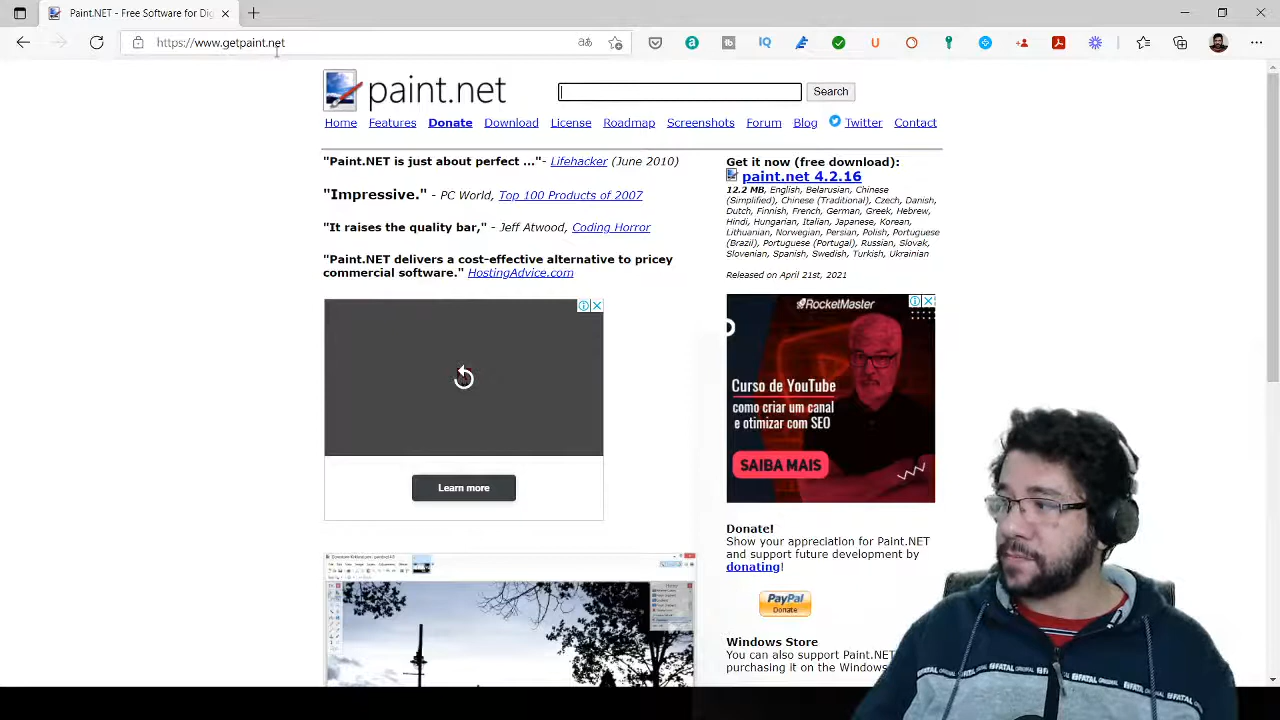 Paint.NET - Free Software for Dig
https://www.getpaint.net
paint.net
Search
Home Features Donate Download License Roadmap Screenshots Forum Blog Twitter Contact
"Paint.NET is just about perfect ..."- Lifehacker (June 2010)
"Impressive." - PC World, Top 100 Products of 2007
"It raises the quality bar," - Jeff Atwood, Coding Horror
"Paint.NET delivers a cost-effective alternative to pricey
commercial software." HostingAdvice.com
Learn more
Get it now (free download):
paint.net 4.2.16
12.2 MB, English, Belarusian, Chinese
(Simplified), Chinese (Traditional), Czech, Danish,
Dutch, Finnish, French, German, Greek, Hebrew,
Hindi, Hungarian, Italian, Japanese, Korean,
Lithuanian, Norwegian, Persian, Polish, Portuguese
(Brazil), Portuguese (Portugal), Russian, Slovak,
Slovenian, Spanish, Swedish, Turkish, Ukrainian
Released on April 21st, 2021
RocketMaster
Curso de YouTube
como criar um canal
e otimizar com SEO
SAIBA MAIS
Donate!
Show your appreciation for Paint.NET
and support future development by
donating!
PayPal
Donate
Windows Store
You can also support Paint.NET
purchasing it on the Windows
FATAL